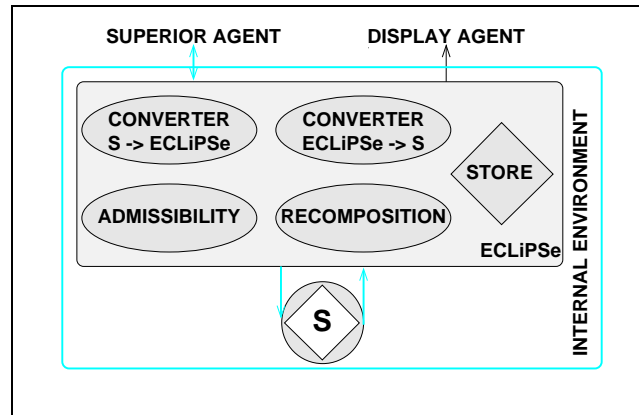 SUPERIOR AGENT
DISPLAY AGENT
CONVERTER
S -> ECLiPSe
CONVERTER
ECLiPSe -> S
STORE
ADMISSIBILITY
RECOMPOSITION
ECLiPSe
S
INTERNAL ENVIRONMENT